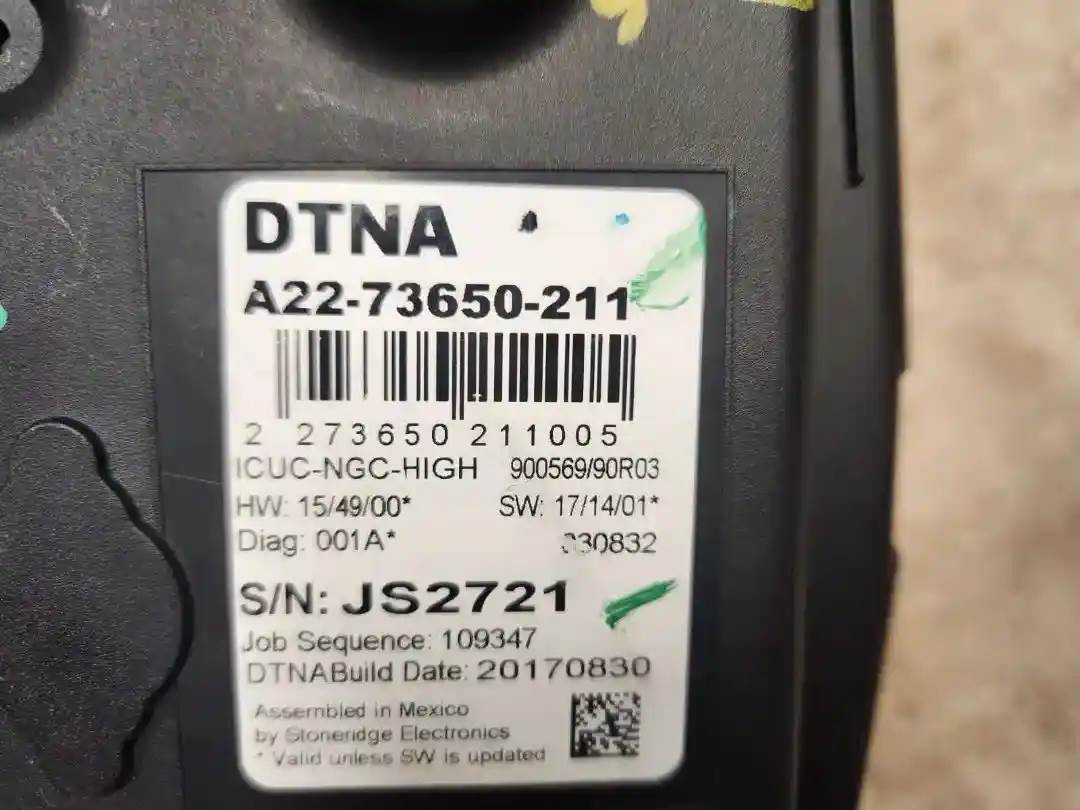 DTNA
A22-73650-211
2 273650 211005
ICUC-NGC-HIGH 900569/90R03
HW: 15/49/00* SW: 17/14/01*
Diag: 001A* 330832
S/N: JS2721
Job Sequence: 109347
DTNABuild Date: 20170830
Assembled in Mexico
by Stoneridge Electronics
* Valid unless SW is updated